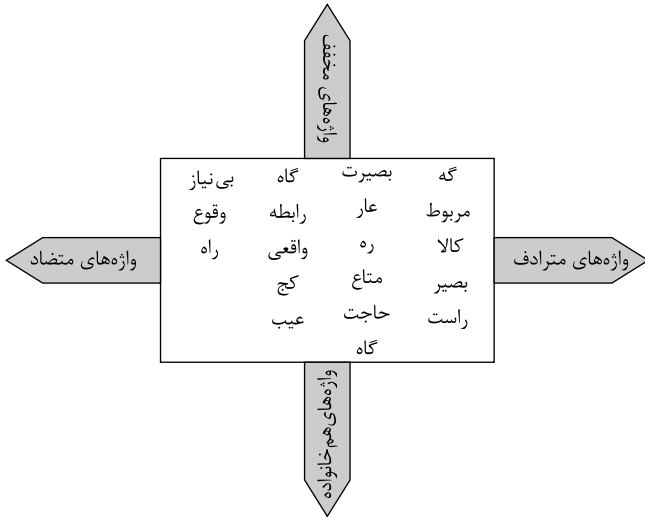 واژه‌های مخفف
گه
مربوط
کالا
بصیر
راست
بصیرت
عار
ره
متاع
حاجت
گاه
گاه
رابطه
واقعی
کج
عیب
بی‌نیاز
وقوع
راه
واژه‌های مترادف
واژه‌های متضاد
واژه‌های هم‌خانواده